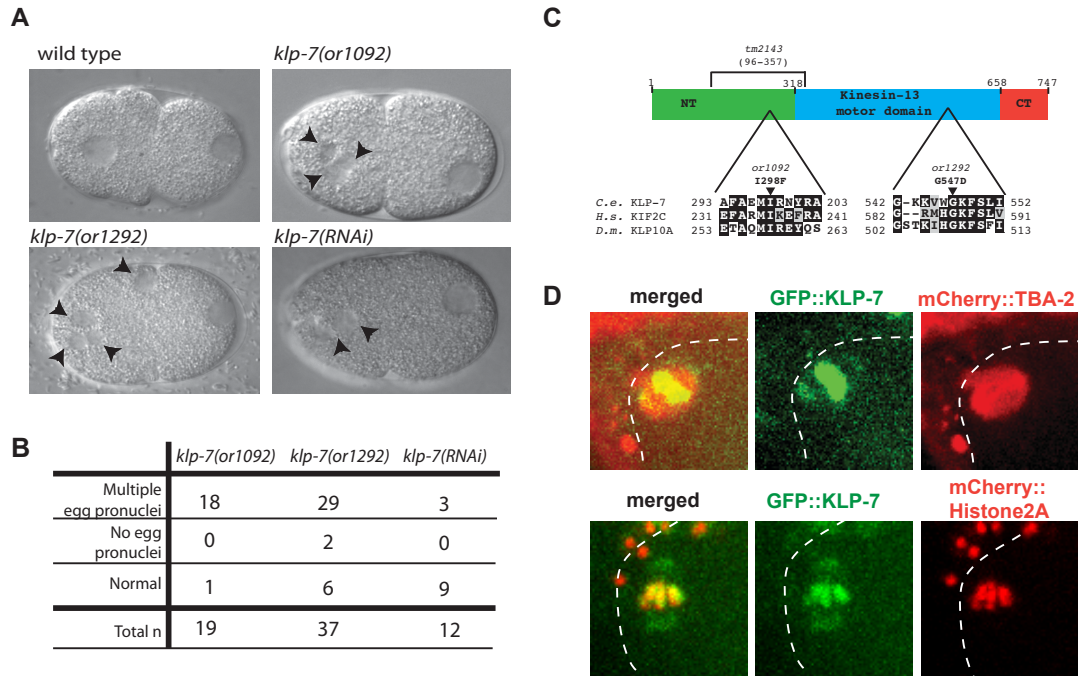 A
wild type
klp-7(or1092)
klp-7(or1292)
klp-7(RNAi)
B
klp-7(or1092) klp-7(or1292) klp-7(RNAi)
Multiple egg pronuclei 18 29 3
No egg pronuclei 0 2 0
Normal 1 6 9
Total n 19 37 12
C
tm2143
(96-357)
1 318 658 747
NT Kinesin-13 motor domain CT
or1092 or1292
I298F G547D
C.e. KLP-7 293 AFAEMIRNYRA 203 542 G-KKVWGKFSLI 552
H.s. KIF2C 231 EFARMIKEFRA 241 582 G--RMHGKFSLV 591
D.m. KLP10A 253 ETAQMIREYQS 263 502 GSTKIHGKFSFI 513
D
merged GFP::KLP-7 mCherry::TBA-2
merged GFP::KLP-7 mCherry::
Histone2A